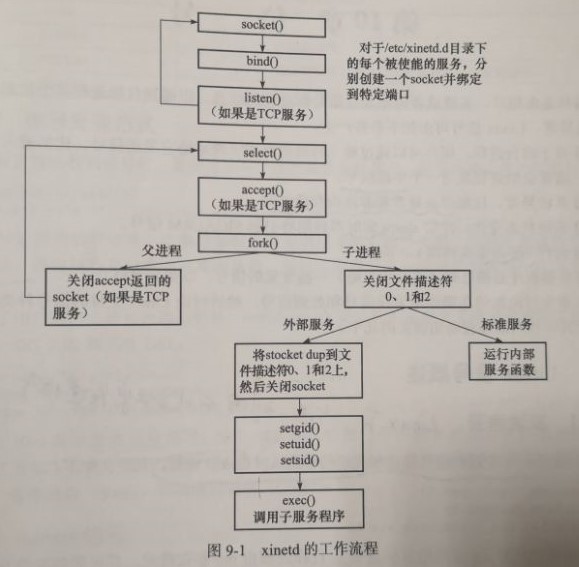 socket()
bind()
listen()
(如果是TCP服务)
对于/etc/xinetd.d目录下
的每个被使能的服务，分
别创建一个socket并绑定
到特定端口
select()
accept()
(如果是TCP服务)
fork()
父进程
子进程
关闭accept返回的
socket（如果是TCP
服务）
关闭文件描述符
0、1和2
外部服务
标准服务
将stocket dup到文
件描述符0、1和2上，
然后关闭socket
运行内部
服务函数
setgid()
setuid()
setsid()
exec()
调用子服务程序
图 9-1 xinetd 的工作流程